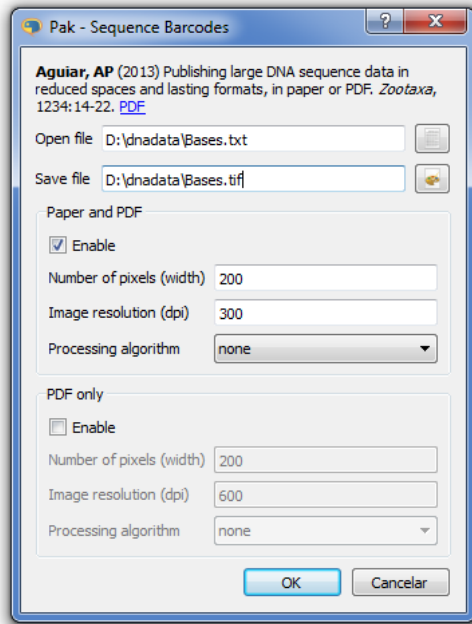 Pak - Sequence Barcodes
Aguiar, AP (2013) Publishing large DNA sequence data in
reduced spaces and lasting formats, in paper or PDF. Zootaxa,
1234:14-22. PDF
Open file D:\dnadata\Bases.txt
Save file D:\dnadata\Bases.tif
Paper and PDF
Enable
Number of pixels (width) 200
Image resolution (dpi) 300
Processing algorithm none
PDF only
Enable
Number of pixels (width) 200
Image resolution (dpi) 600
Processing algorithm none
OK Cancelar